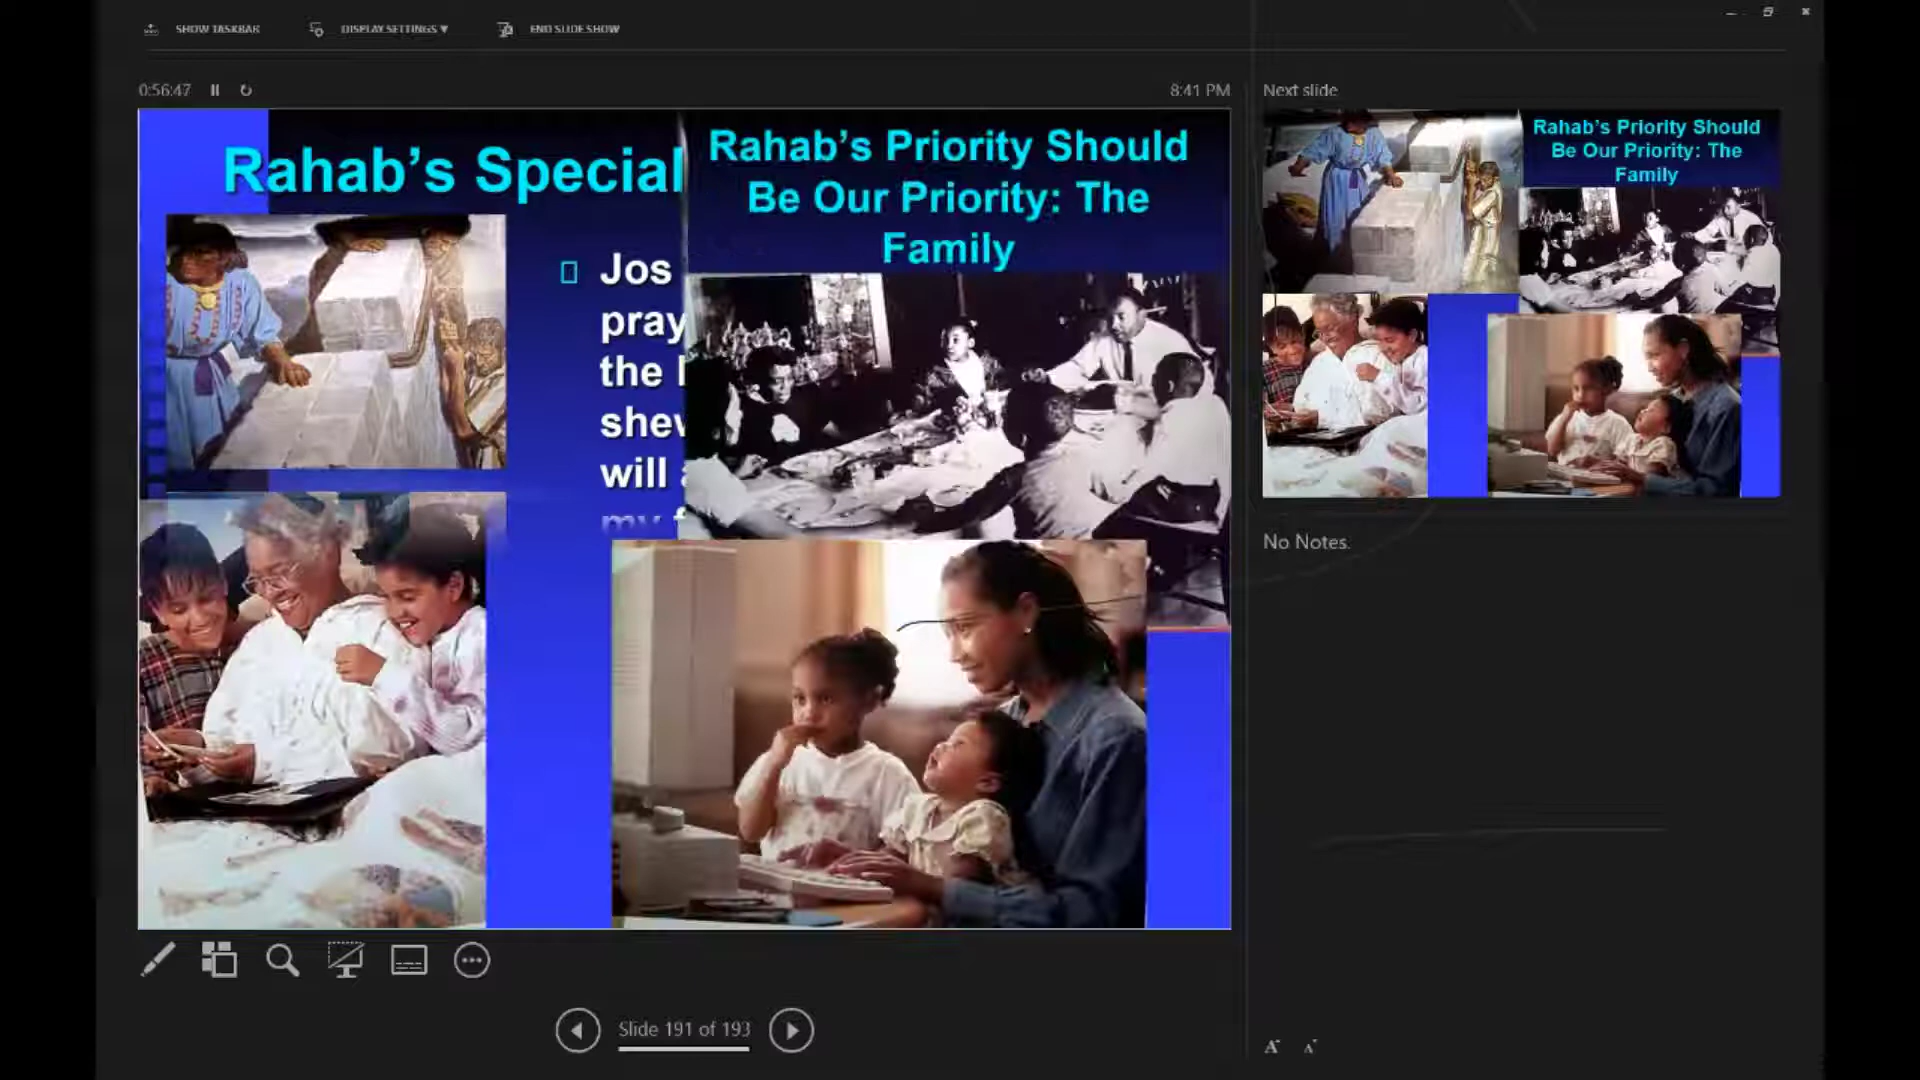 SHOW TASKBAR
DISPLAY SETTINGS ▼
END SLIDE SHOW
0:56:47
8:41 PM
Next slide
Rahab's Special
Jos
pray
the
shew
will
my
Rahab's Priority Should
Be Our Priority: The
Family
Rahab's Priority Should
Be Our Priority: The
Family
No Notes.
Slide 191 of 193
A
A